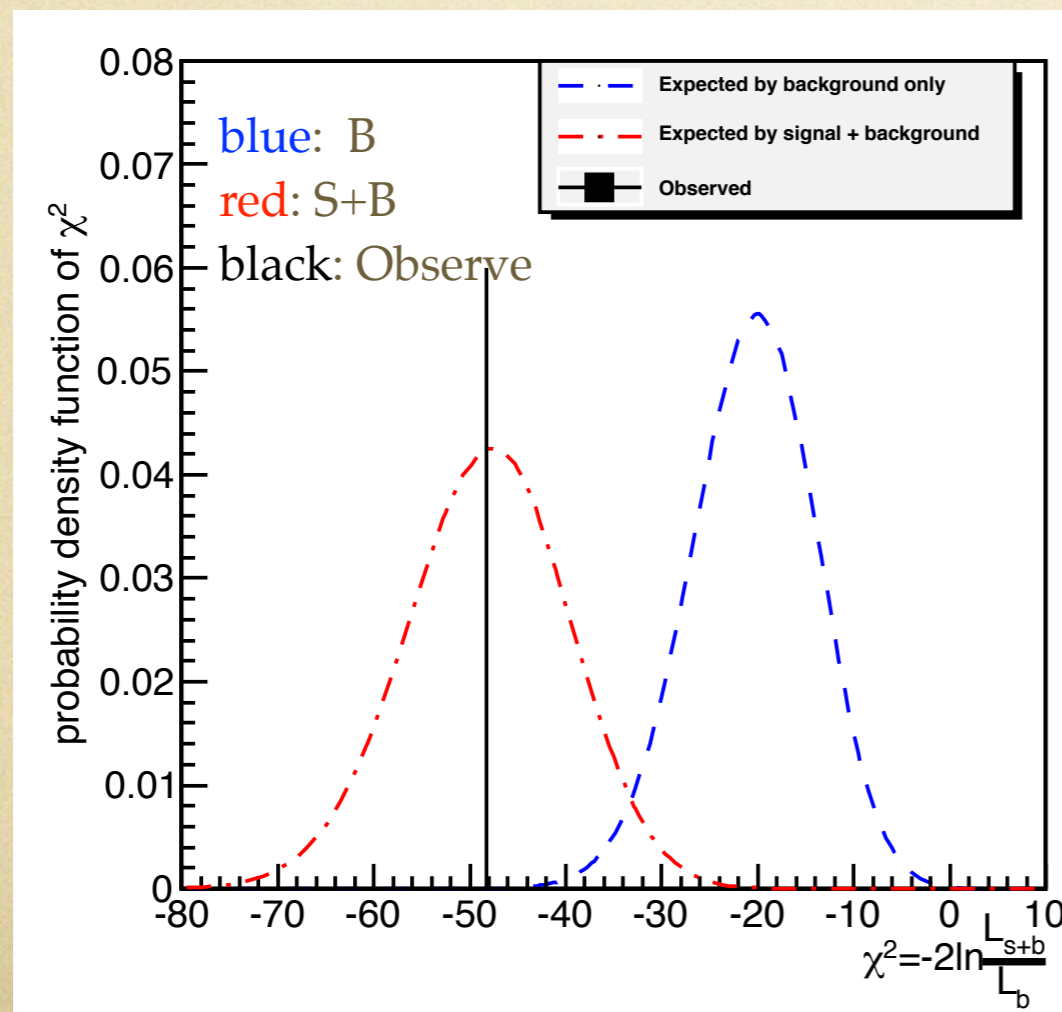 0.08
0.07
0.06
0.05
0.04
0.03
0.02
0.01
0
probability density function of χ²
blue: B
red: S+B
black: Observe
Expected by background only
Expected by signal + background
Observed
-80 -70 -60 -50 -40 -30 -20 -10 0 10
χ²=-2ln L_{s+b}
L_b